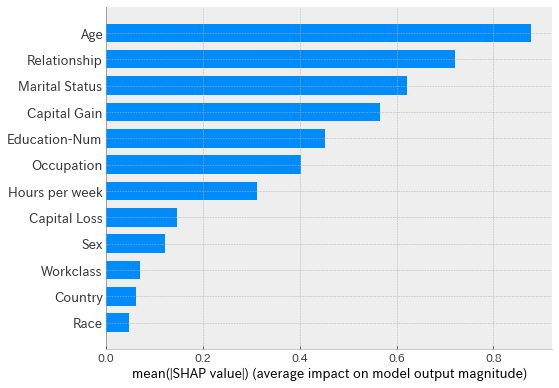 Age
Relationship
Marital Status
Capital Gain
Education-Num
Occupation
Hours per week
Capital Loss
Sex
Workclass
Country
Race
0.0 0.2 0.4 0.6 0.8
mean(|SHAP value|) (average impact on model output magnitude)